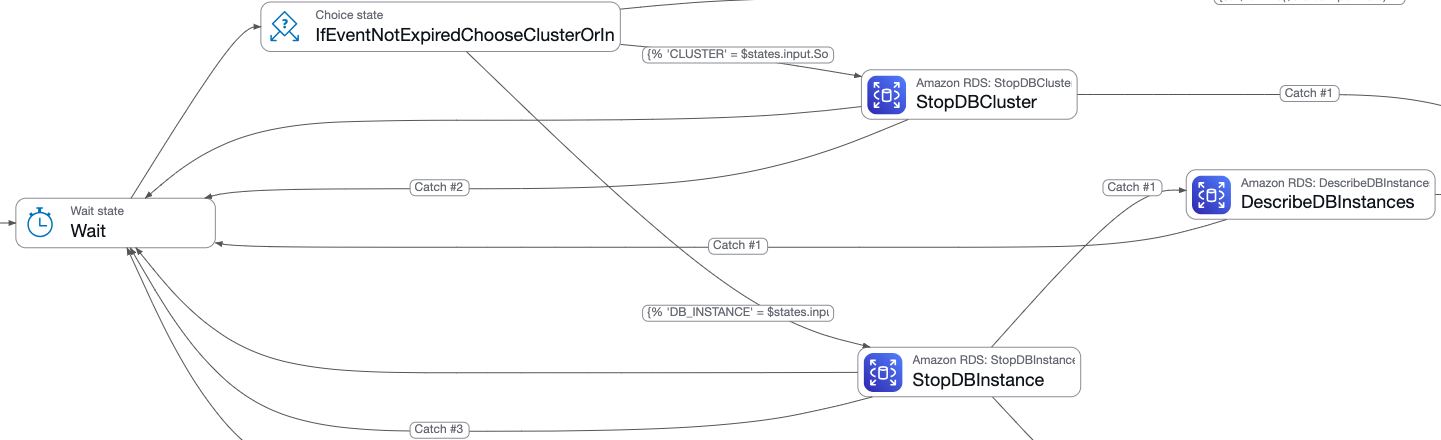 Choice state
IfEventNotExpiredChooseClusterOrIn
{% 'CLUSTER' = $states.input.So
Amazon RDS: StopDBCluste
StopDBCluster
Catch #1
Catch #2
Catch #1
Amazon RDS: DescribeDBInstance
DescribeDBInstances
Wait state
Wait
Catch #1
{% 'DB_INSTANCE' = $states.inpu
Amazon RDS: StopDBInstance
StopDBInstance
Catch #3